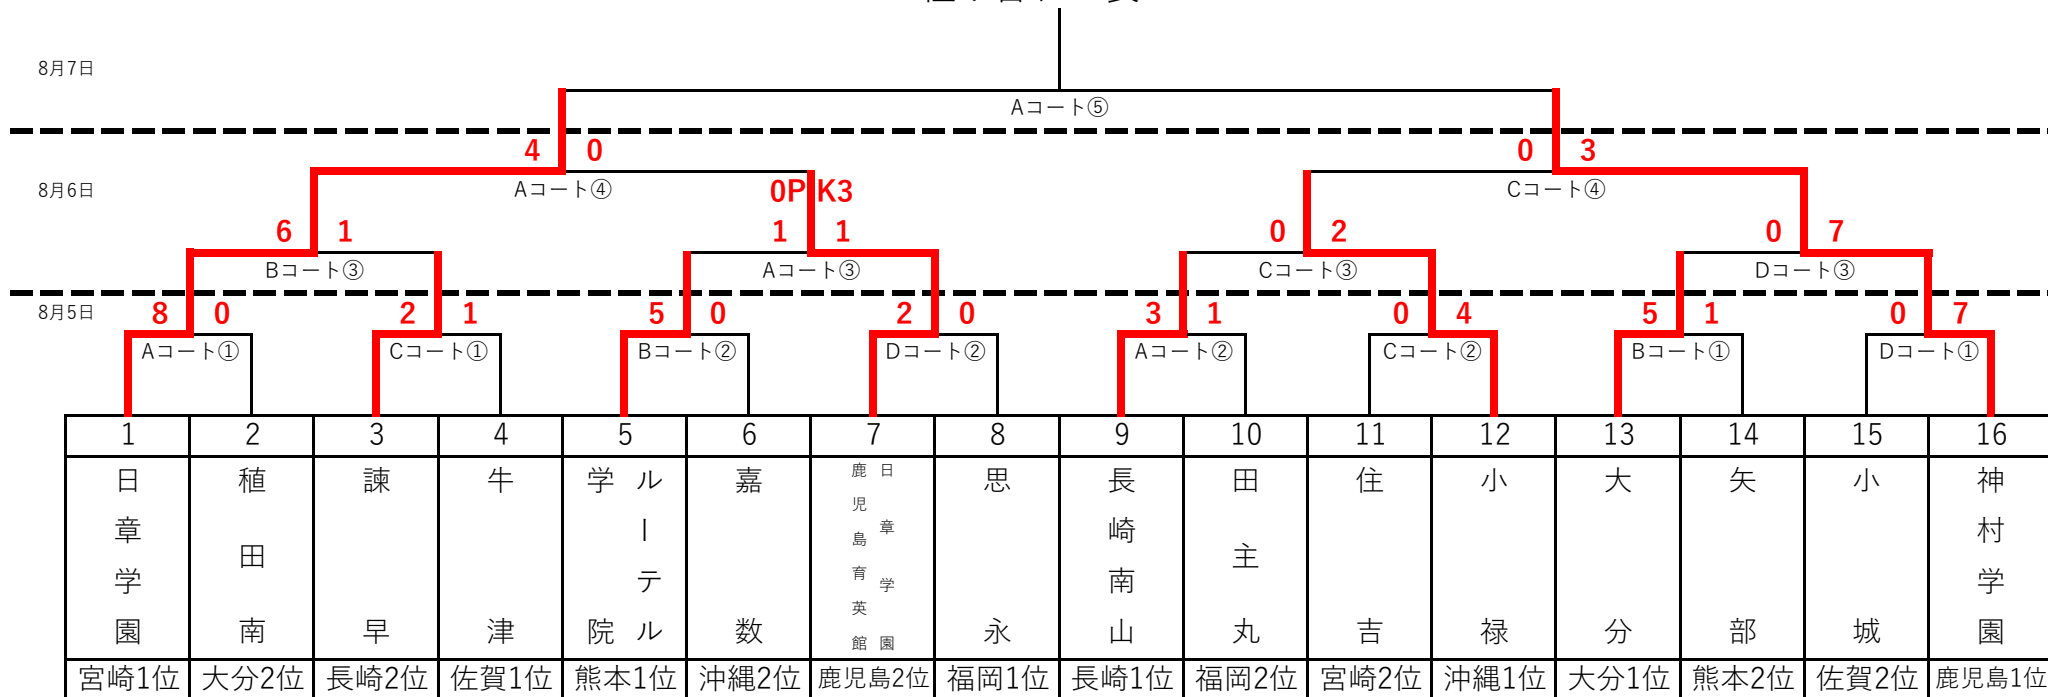 8月7日
Aコート⑤
4 0 0 3
8月6日
Aコート④ 0PK3 Cコート④
6 1 1 1 0 2 0 7
Bコート③ Aコート③ Cコート③ Dコート③
8月5日
8 0 2 1 5 0 2 0 3 1 0 4 5 1 0 7
Aコート① Cコート① Bコート② Dコート② Aコート② Cコート② Bコート① Dコート①
1 2 3 4 5 6 7 8 9 10 11 12 13 14 15 16
日章学園
稙田南
諫早
牛津
ルーテル
学院
嘉数
日章学園
鹿児島育英館
思永
長崎南山
田主丸
住吉
小禄
大分
矢部
小城
神村学園
宮崎1位 大分2位 長崎2位 佐賀1位 熊本1位 沖縄2位 鹿児島2位 福岡1位 長崎1位 福岡2位 宮崎2位 沖縄1位 大分1位 熊本2位 佐賀2位 鹿児島1位